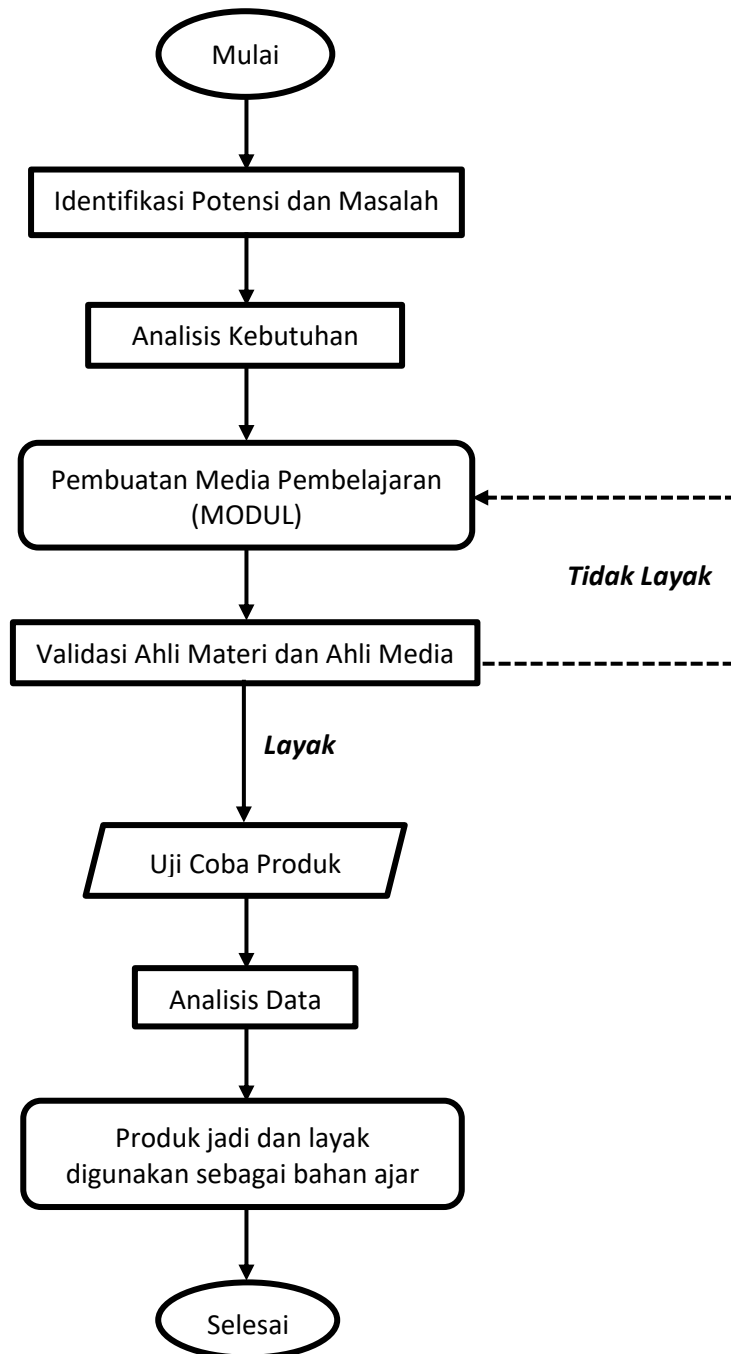 Mulai
Identifikasi Potensi dan Masalah
Analisis Kebutuhan
Pembuatan Media Pembelajaran
(MODUL)
Tidak Layak
Validasi Ahli Materi dan Ahli Media
Layak
Uji Coba Produk
Analisis Data
Produk jadi dan layak
digunakan sebagai bahan ajar
Selesai